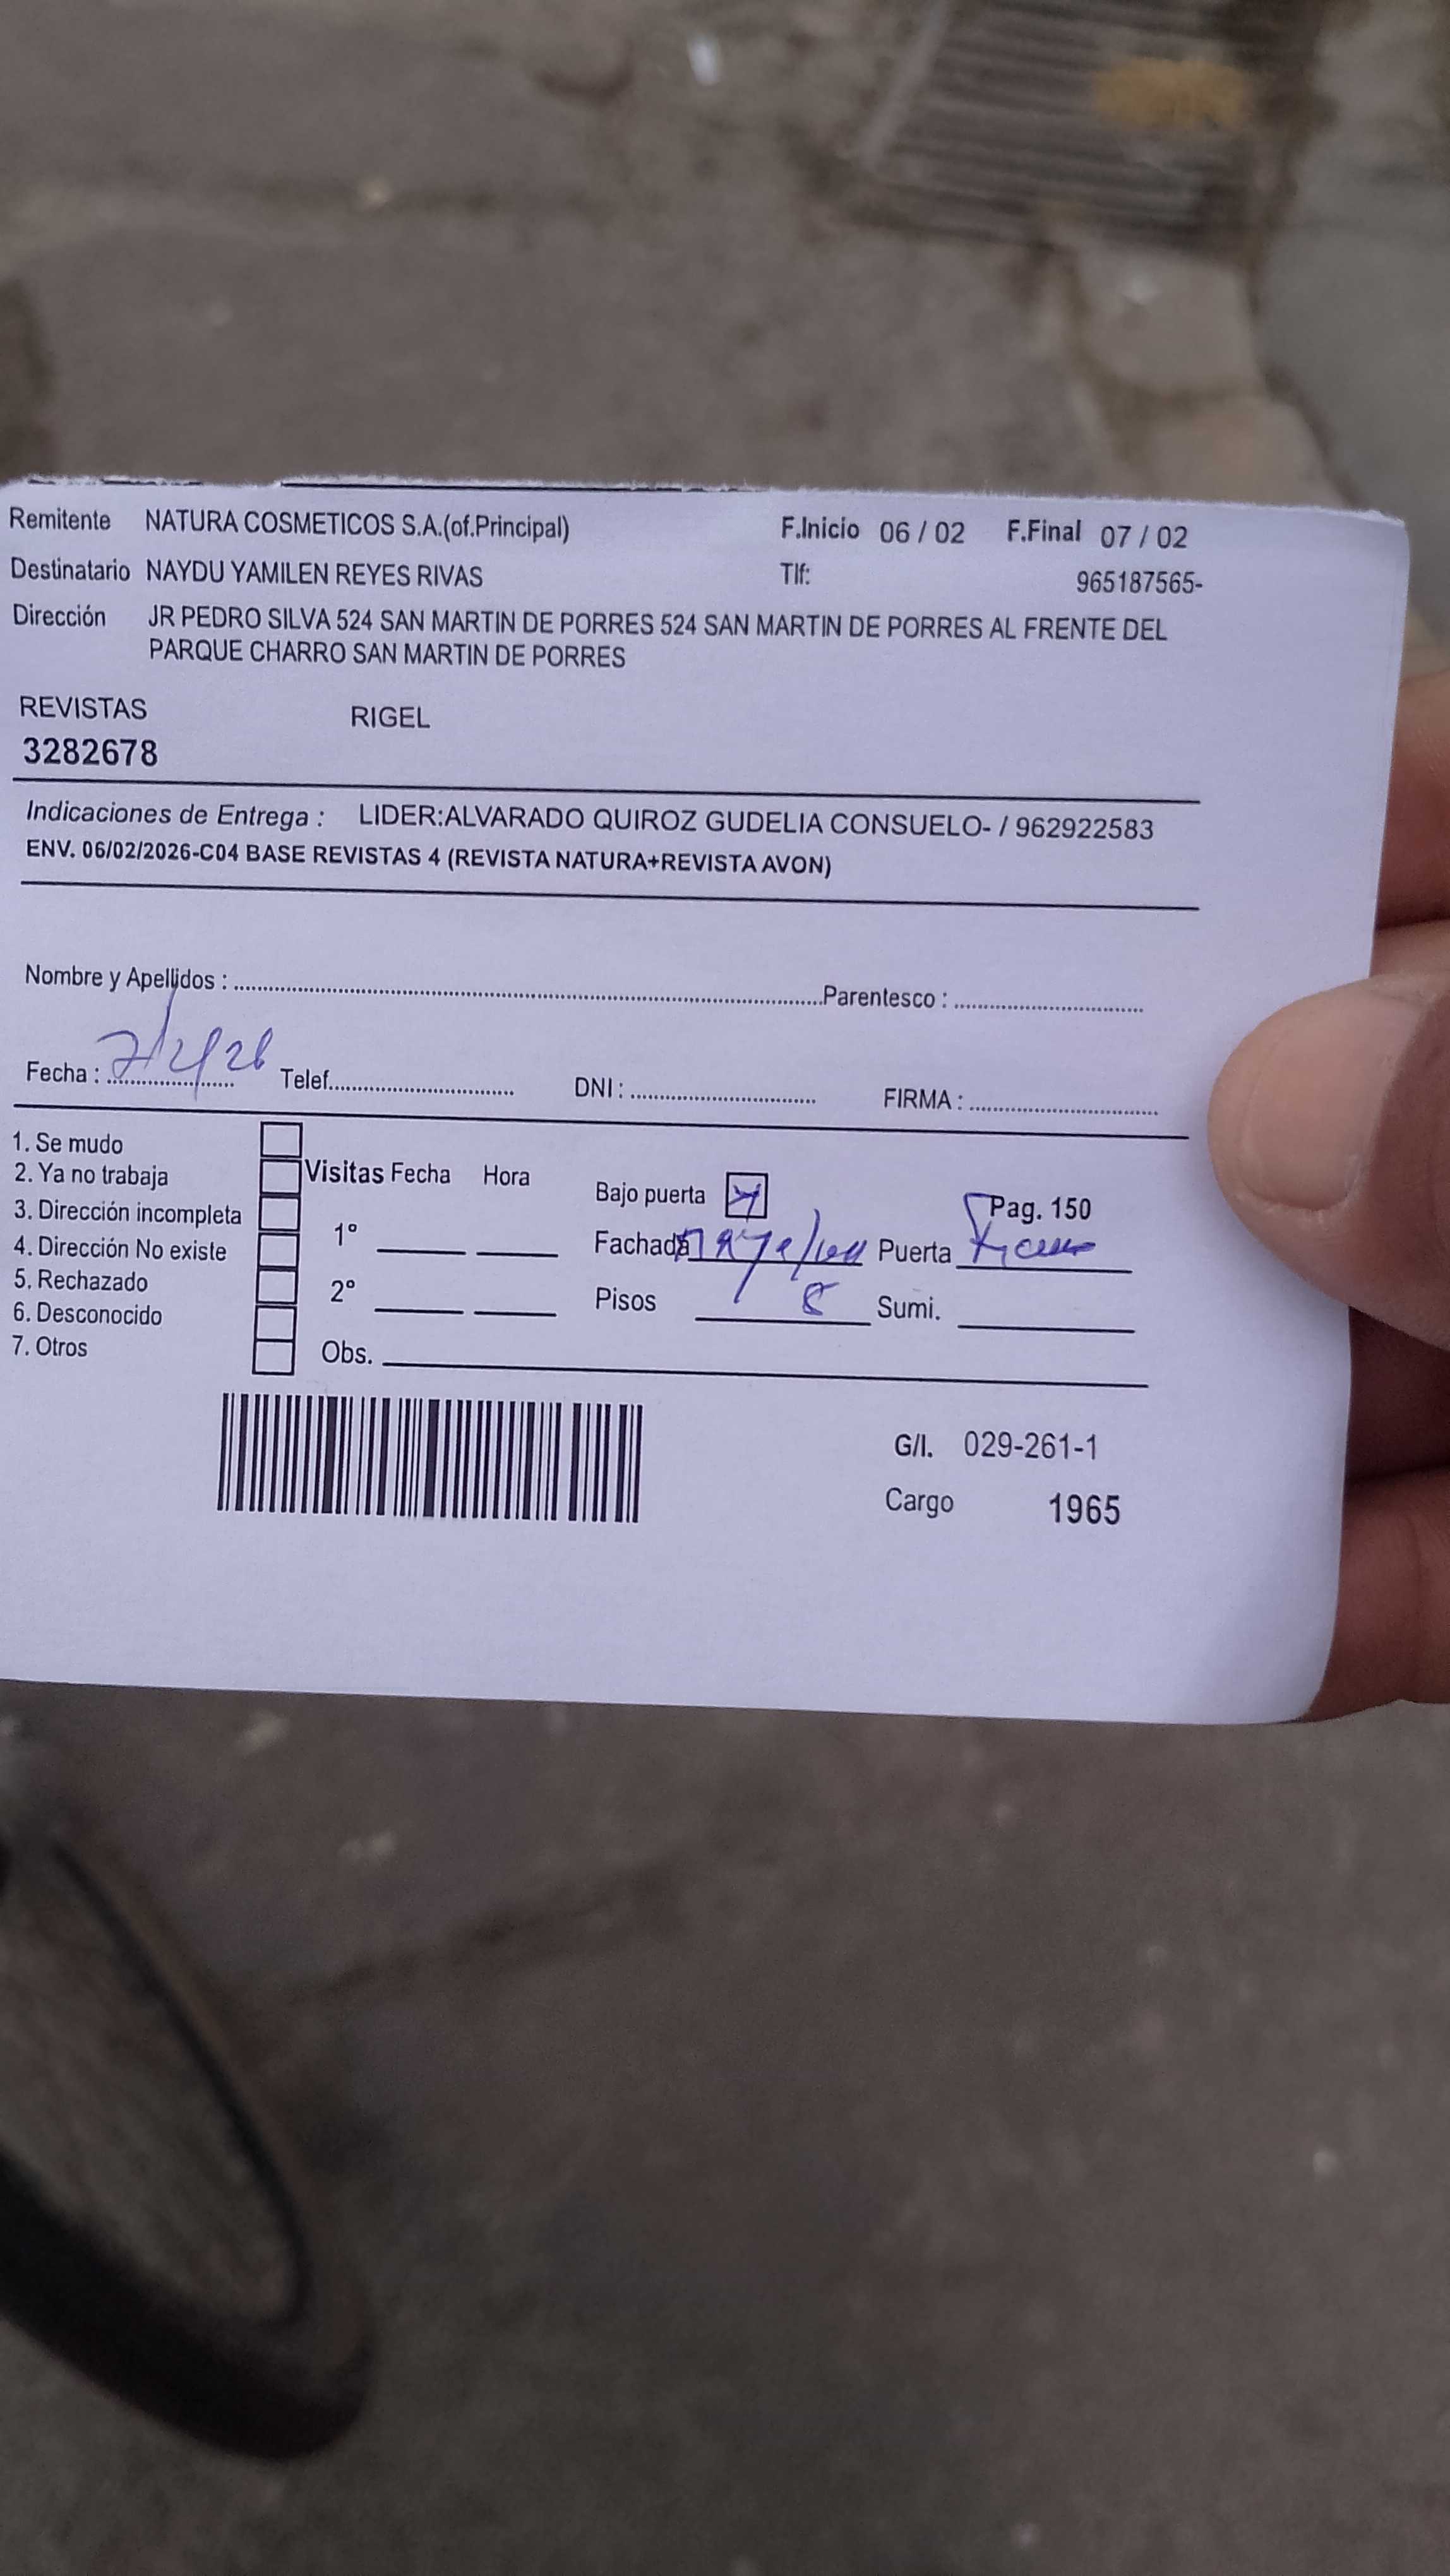 Remitente NATURA COSMETICOS S.A.(of.Principal) F.Inicio 06 / 02 F.Final 07 / 02
Destinatario NAYDU YAMILEN REYES RIVAS Tlf: 965187565-
Dirección JR PEDRO SILVA 524 SAN MARTIN DE PORRES 524 SAN MARTIN DE PORRES AL FRENTE DEL
PARQUE CHARRO SAN MARTIN DE PORRES
REVISTAS RIGEL
3282678
Indicaciones de Entrega : LIDER:ALVARADO QUIROZ GUDELIA CONSUELO- / 962922583
ENV. 06/02/2026-C04 BASE REVISTAS 4 (REVISTA NATURA+REVISTA AVON)
Nombre y Apellidos : Parentesco :
Fecha : 7/2/26 Telef. DNI : FIRMA :
1. Se mudo
2. Ya no trabaja Visitas Fecha Hora Bajo puerta Pag. 150
3. Dirección incompleta
4. Dirección No existe 1° Fachada Puerta
5. Rechazado 2° Pisos Sumi.
6. Desconocido
7. Otros Obs.
G/I. 029-261-1
Cargo 1965